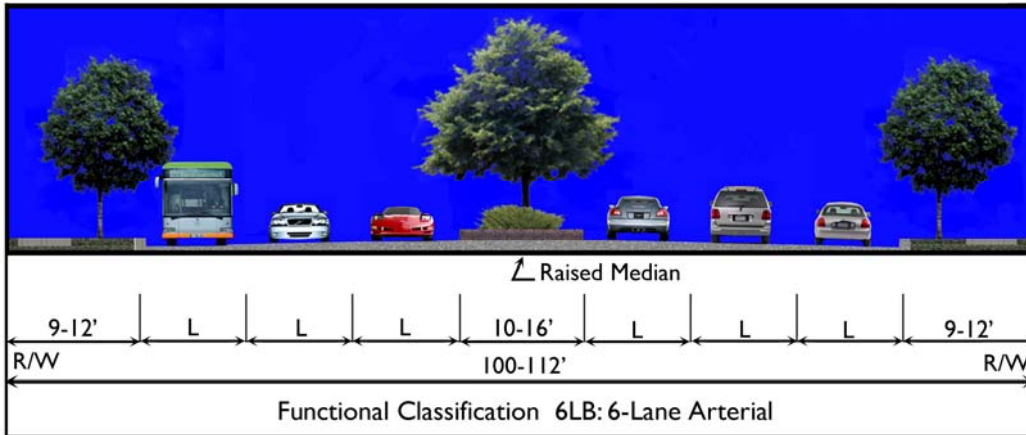 Raised Median
9-12’ L L L 10-16’ L L L 9-12’
R/W 100-112’ R/W
Functional Classification 6LB: 6-Lane Arterial